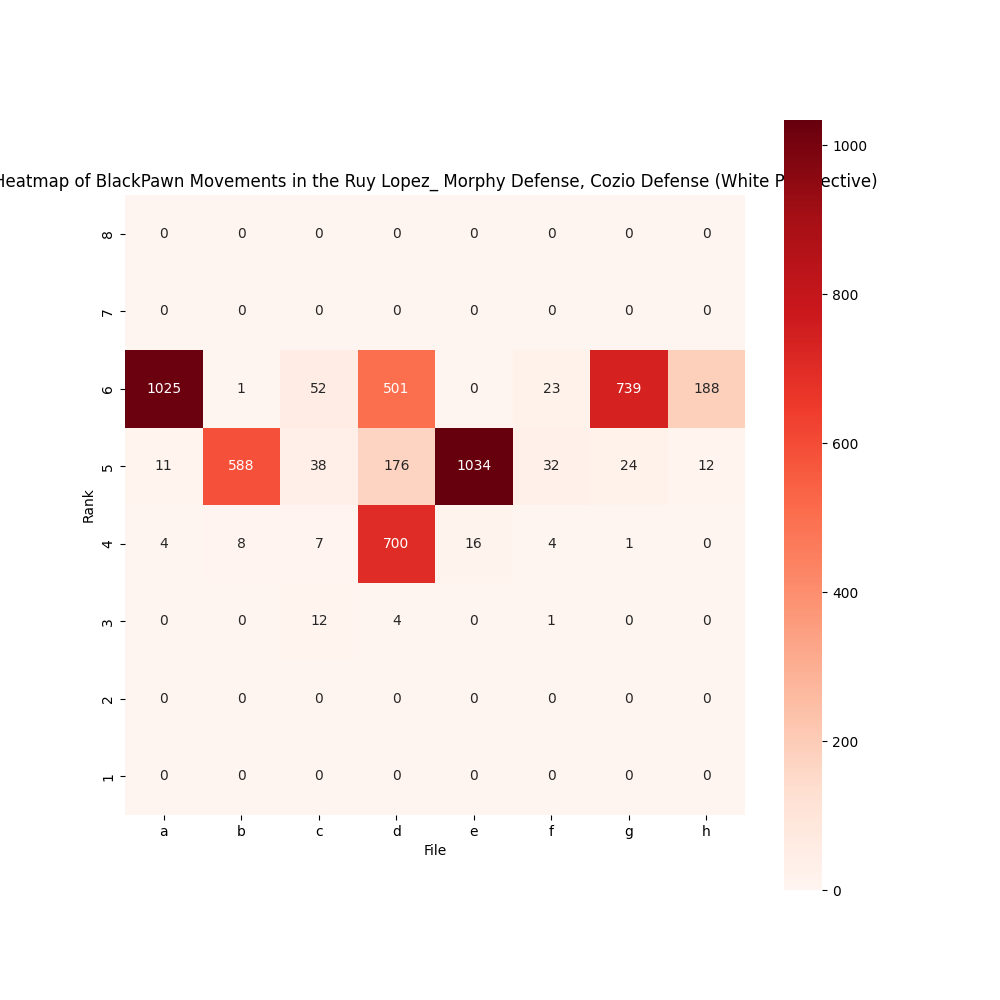 Heatmap of BlackPawn Movements in the Ruy Lopez_ Morphy Defense, Cozio Defense (White P ective)
1000
800
600
400
200
0
Rank
8 0 0 0 0 0 0 0 0
7 0 0 0 0 0 0 0 0
6 1025 1 52 501 0 23 739 188
5 11 588 38 176 1034 32 24 12
4 4 8 7 700 16 4 1 0
3 0 0 12 4 0 1 0 0
2 0 0 0 0 0 0 0 0
1 0 0 0 0 0 0 0 0
a b c d e f g h
File